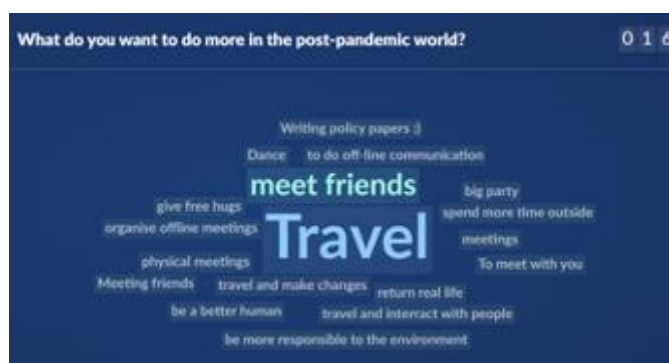 What do you want to do more in the post-pandemic world?
0 1 6
Writing policy papers :)
Dance
to do off-line communication
meet friends
big party
give free hugs
spend more time outside
organise offline meetings
Travel
meetings
physical meetings
To meet with you
Meeting friends
travel and make changes
return real life
be a better human
travel and interract with people
be more responsible to the environment